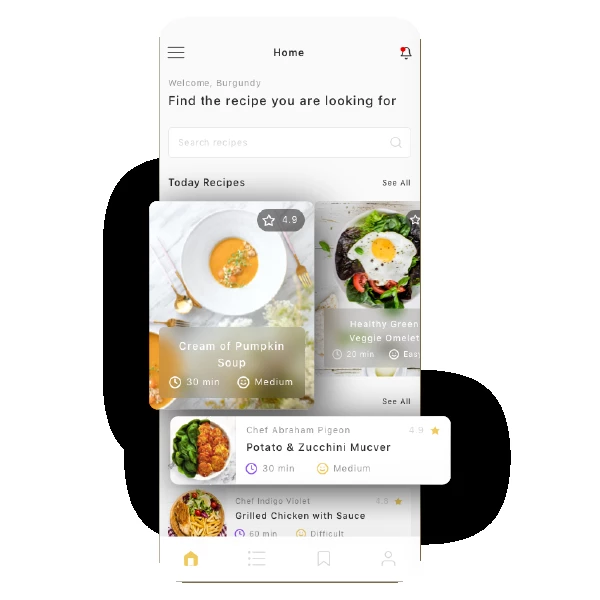 Home
Welcome, Burgundy
Find the recipe you are looking for
Search recipes
Today Recipes
See All
4.9
Cream of Pumpkin
Soup
30 min
Medium
Healthy Green
Veggie Omelet
20 min
Easy
See All
Chef Abraham Pigeon
4.9
Potato & Zucchini Mucver
30 min
Medium
Chef Indigo Violet
4.8
Grilled Chicken with Sauce
60 min
Difficult